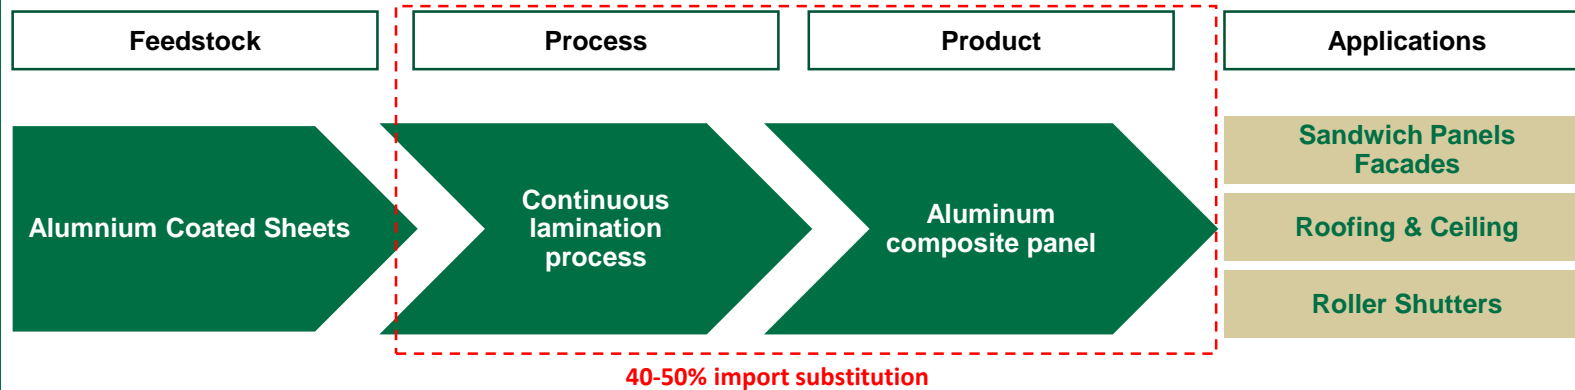 Feedstock
Process
Product
Applications
Alumnium Coated Sheets
Continuous
lamination
process
Aluminum
composite panel
Sandwich Panels
Facades
Roofing & Ceiling
Roller Shutters
40-50% import substitution